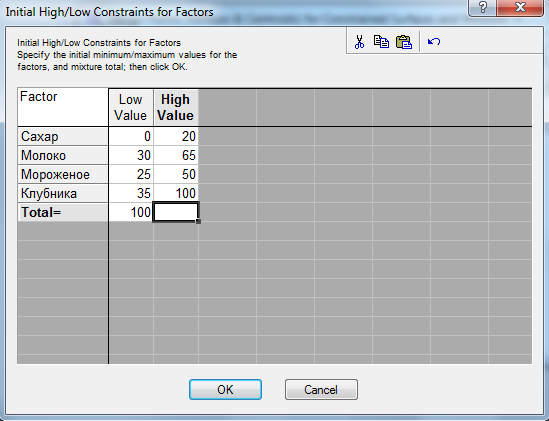 Initial High/Low Constraints for Factors
Initial High/Low Constraints for Factors
Specify the initial minimum/maximum values for the
factors, and mixture total; then click OK.
Factor Low Value High Value
Сахар 0 20
Молоко 30 65
Мороженое 25 50
Клубника 35 100
Total= 100
OK Cancel